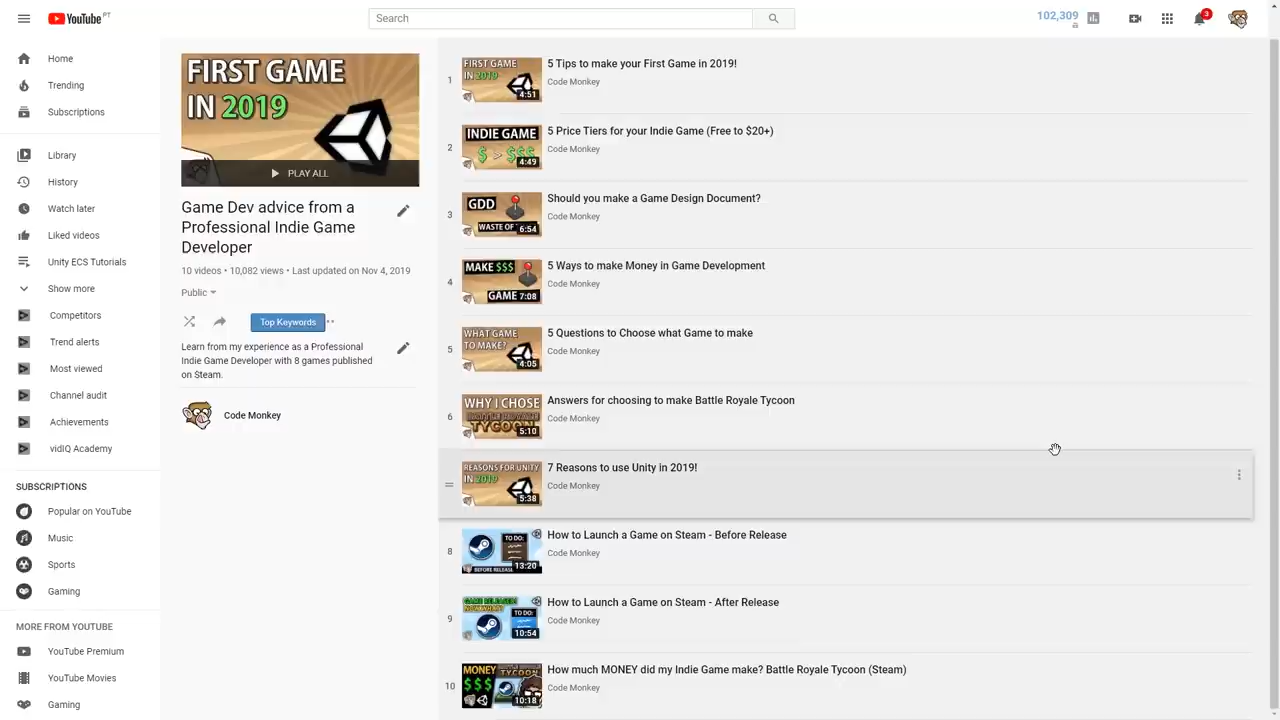 YouTube PT
Search
102,309
3
Home
Trending
Subscriptions
Library
History
Watch later
Liked videos
Unity ECS Tutorials
Show more
Competitors
Trend alerts
Most viewed
Channel audit
Achievements
vidIQ Academy
SUBSCRIPTIONS
Popular on YouTube
Music
Sports
Gaming
MORE FROM YOUTUBE
YouTube Premium
YouTube Movies
Gaming
FIRST GAME
IN 2019
PLAY ALL
Game Dev advice from a
Professional Indie Game
Developer
10 videos • 10,082 views • Last updated on Nov 4, 2019
Public
Top Keywords
Learn from my experience as a Professional
Indie Game Developer with 8 games published
on Steam.
Code Monkey
1
FIRST GAME
IN 2019
4:51
5 Tips to make your First Game in 2019!
Code Monkey
2
INDIE GAME
$ > $$$
4:49
5 Price Tiers for your Indie Game (Free to $20+)
Code Monkey
3
GDD
WASTE OF
6:54
Should you make a Game Design Document?
Code Monkey
4
MAKE $$$
GAME
7:08
5 Ways to make Money in Game Development
Code Monkey
5
WHAT GAME
TO MAKE?
4:05
5 Questions to Choose what Game to make
Code Monkey
6
WHY I CHOSE
TYCOON
5:10
Answers for choosing to make Battle Royale Tycoon
Code Monkey
REASONS FOR UNITY
IN 2019
5:38
7 Reasons to use Unity in 2019!
Code Monkey
8
TO DO:
BEFORE RELEASE
13:20
How to Launch a Game on Steam - Before Release
Code Monkey
9
GAME RELEASED!
NOW WHAT?
TO DO:
10:54
How to Launch a Game on Steam - After Release
Code Monkey
10
MONEY
TYCOON
$$$
10:18
How much MONEY did my Indie Game make? Battle Royale Tycoon (Steam)
Code Monkey